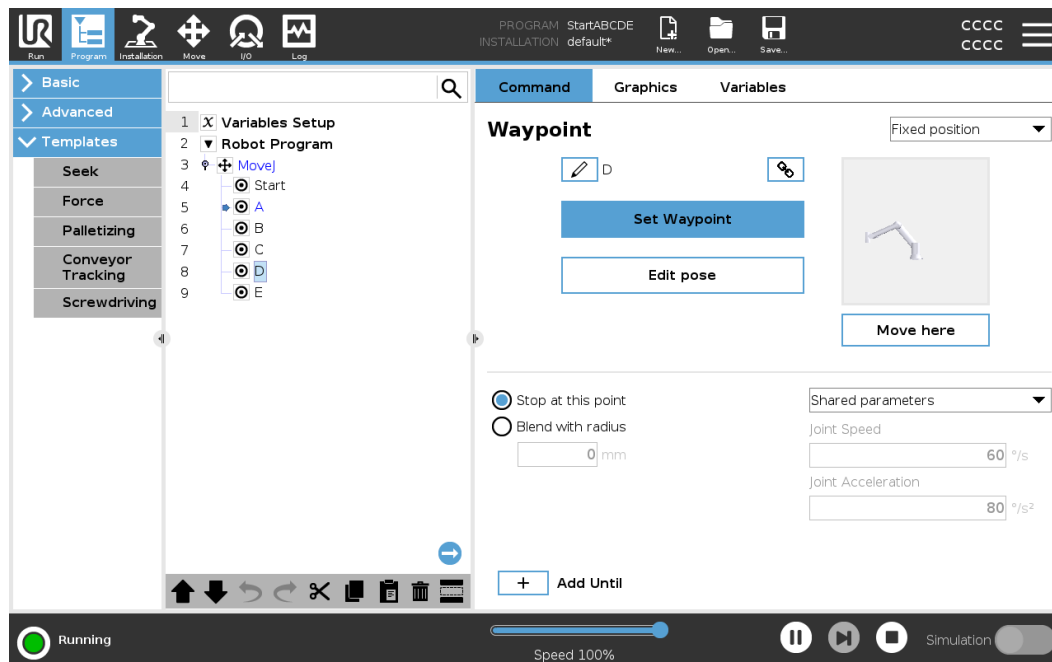 UR
PROGRAM StartABCDE
INSTALLATION default*
New...
Open...
Save...
CCCC
CCCC
Run
Program
Installation
Move
I/O
Log
Basic
Advanced
Templates
Seek
Force
Palletizing
Conveyor
Tracking
Screwdriving
1 X Variables Setup
2 Robot Program
3 MoveJ
4 Start
5 A
6 B
7 C
8 D
9 E
Command
Graphics
Variables
Waypoint
Fixed position
D
Set Waypoint
Edit pose
Move here
Stop at this point
Blend with radius
0 mm
Shared parameters
Joint Speed
60 °/s
Joint Acceleration
80 °/s²
+ Add Until
Running
Speed 100%
Simulation